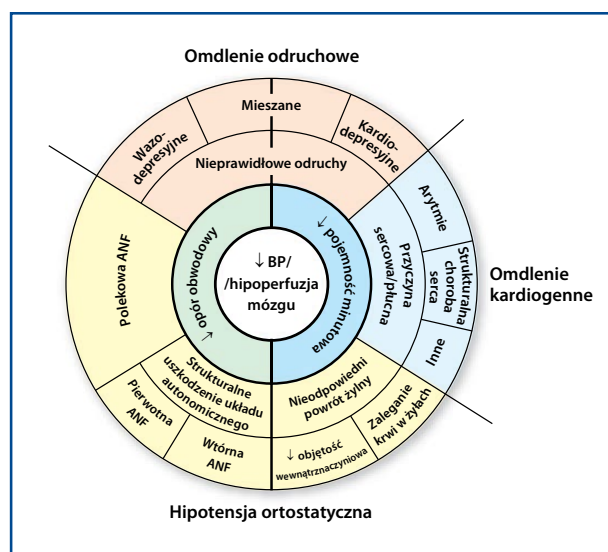 Omdlenie odruchowe
Mieszane
Wazo-
depresyjne
Kardio-
depresyjne
Nieprawidłowe odruchy
Arytmie
Strukturalna
choroba
serca
Inne
Przyczyna
sercowa/płucna
Omdlenie
kardiogenne
↓ pojemność minutowa
↓ opór obwodowy
↓ BP/
/hipoperfuzja
mózgu
Polekowa ANF
Strukturalne
uszkodzenie układu
autonomicznego
Nieodpowiedni
powrót żylny
Pierwotna
ANF
Wtórna
ANF
↓ objętość
wewnątrznaczyniowa
Zaleganie
krwi w żyłach
Hipotensja ortostatyczna